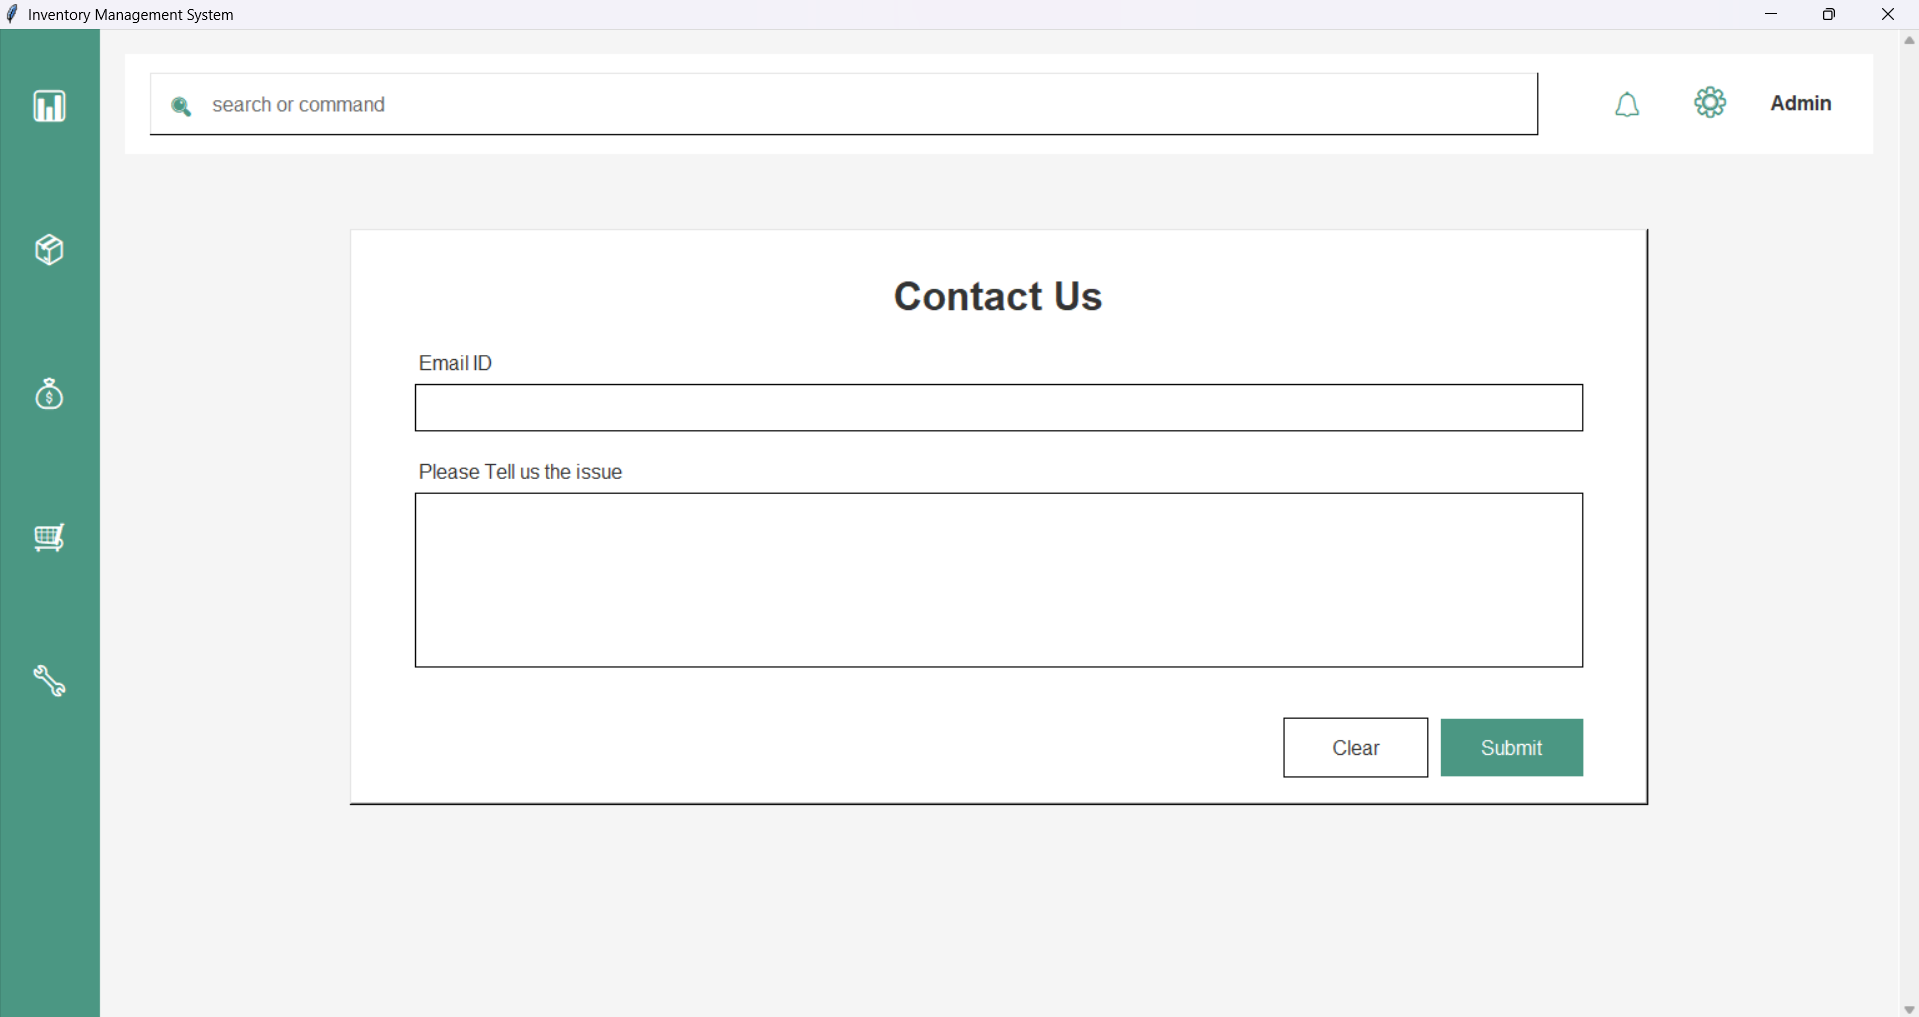 Inventory Management System
search or command
Admin
Contact Us
Email ID
Please Tell us the issue
Clear
Submit